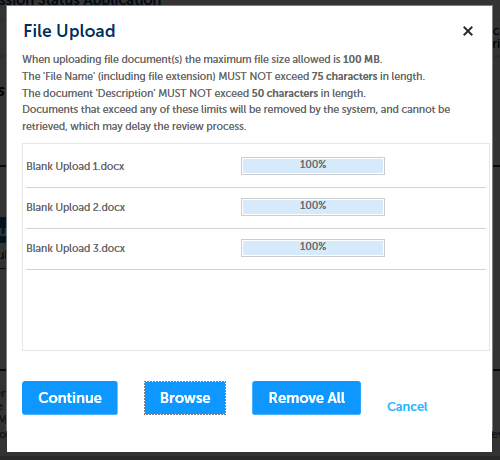 ssion Status Application
File Upload
×
When uploading file document(s) the maximum file size allowed is 100 MB.
The 'File Name' (including file extension) MUST NOT exceed 75 characters in length.
The document 'Description' MUST NOT exceed 50 characters in length.
Documents that exceed any of these limits will be removed by the system, and cannot be
retrieved, which may delay the review process.
Blank Upload 1.docx 100%
Blank Upload 2.docx 100%
Blank Upload 3.docx 100%
Continue Browse Remove All Cancel